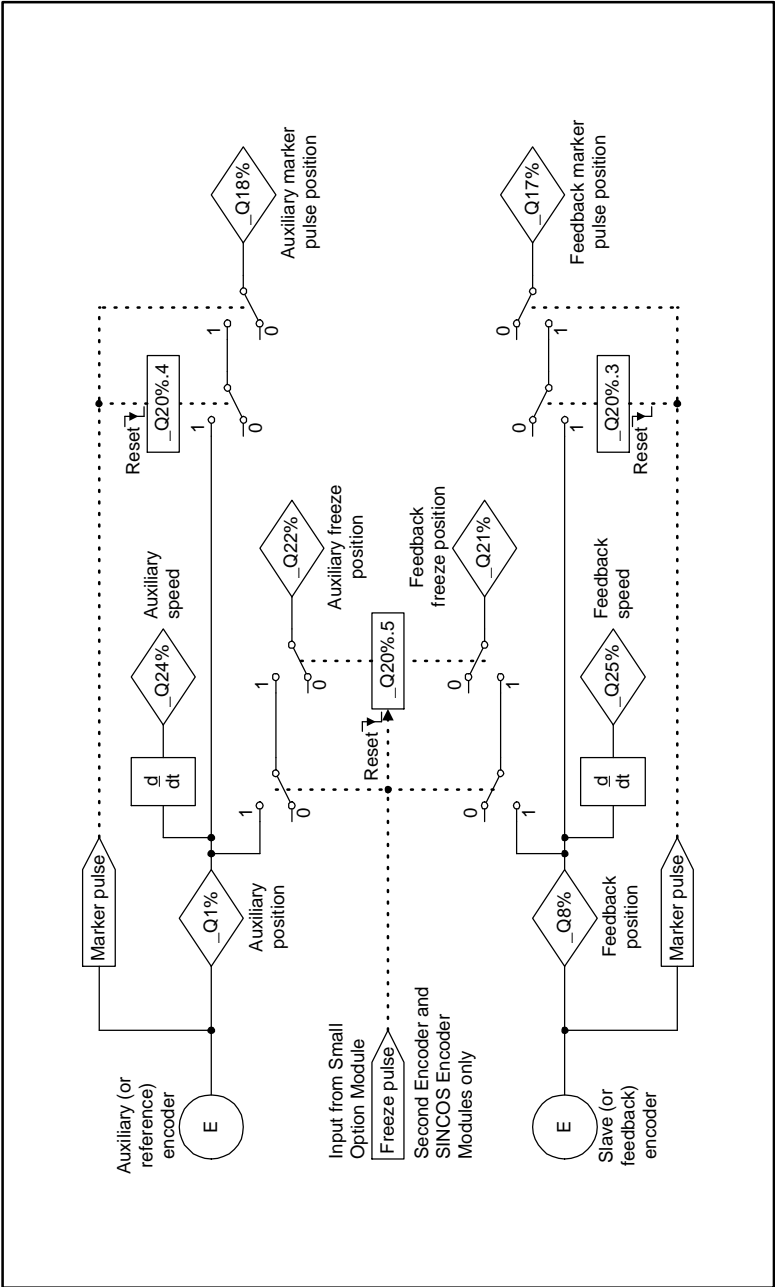 Auxiliary (or
reference)
encoder
E
Marker pulse
_Q1%
Auxiliary
position
d
dt
_Q24%
Auxiliary
speed
1
0
1
0
_Q22%
Auxiliary freeze
position
Reset
_Q20%.4
1
0
1
0
_Q18%
Auxiliary marker
pulse position
Input from Small
Option Module
Freeze pulse
Second Encoder and
SINCOS Encoder
Modules only
Reset
_Q20%.5
Slave (or
feedback)
encoder
E
Marker pulse
_Q8%
Feedback
position
d
dt
_Q25%
Feedback
speed
0
1
0
1
_Q21%
Feedback
freeze position
Reset
_Q20%.3
0
1
0
1
_Q17%
Feedback marker
pulse position